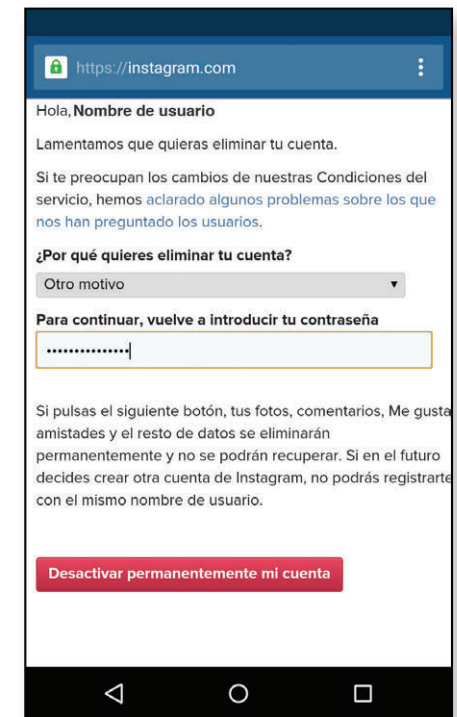 https://instagram.com
Hola, Nombre de usuario
Lamentamos que quieras eliminar tu cuenta.
Si te preocupan los cambios de nuestras Condiciones del
servicio, hemos aclarado algunos problemas sobre los que
nos han preguntado los usuarios.
¿Por qué quieres eliminar tu cuenta?
Otro motivo
Para continuar, vuelve a introducir tu contraseña
•••••••••••••••
Si pulsas el siguiente botón, tus fotos, comentarios, Me gusta
amistades y el resto de datos se eliminarán
permanentemente y no se podrán recuperar. Si en el futuro
decides crear otra cuenta de Instagram, no podrás registrarte
con el mismo nombre de usuario.
Desactivar permanentemente mi cuenta